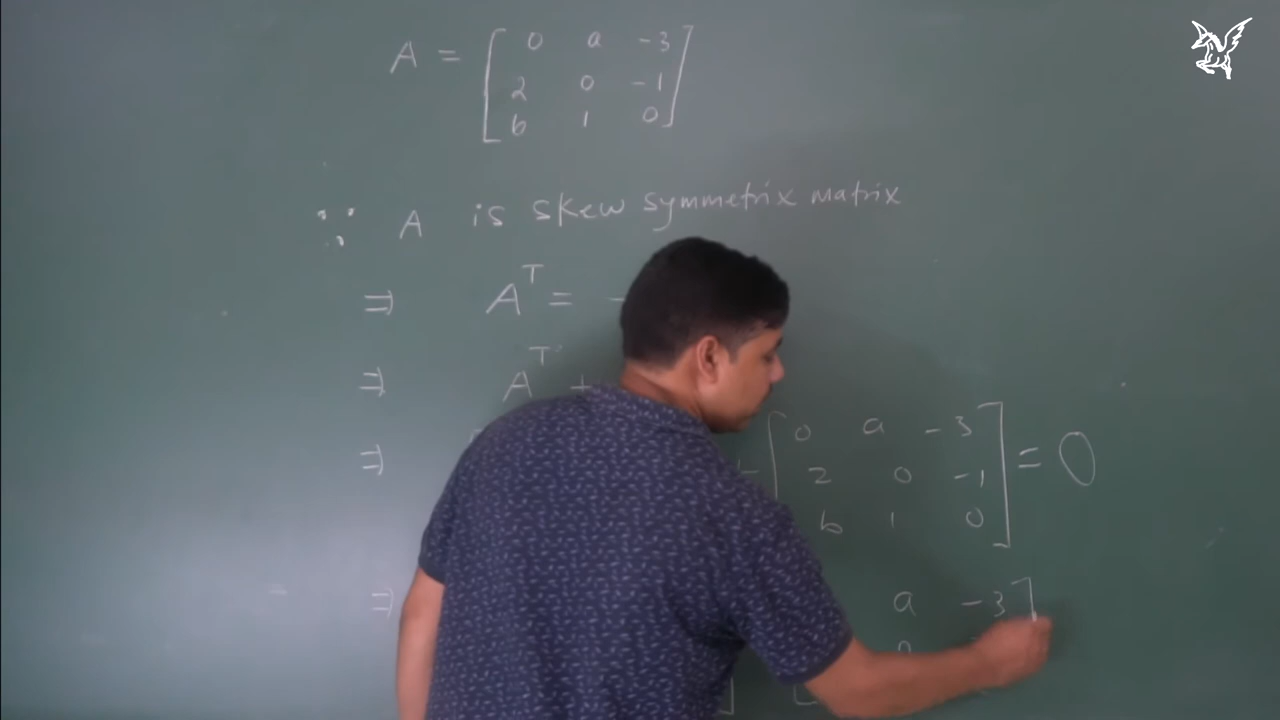 A = [ 0 a -3
2 0 -1
b 1 0 ]
∵ A is skew symmetrix matrix
⇒ A^T = -
⇒ A^T +
⇒ [ 0 a -3
2 0 -1
b 1 0 ] = 0
⇒ a -3 ]
0